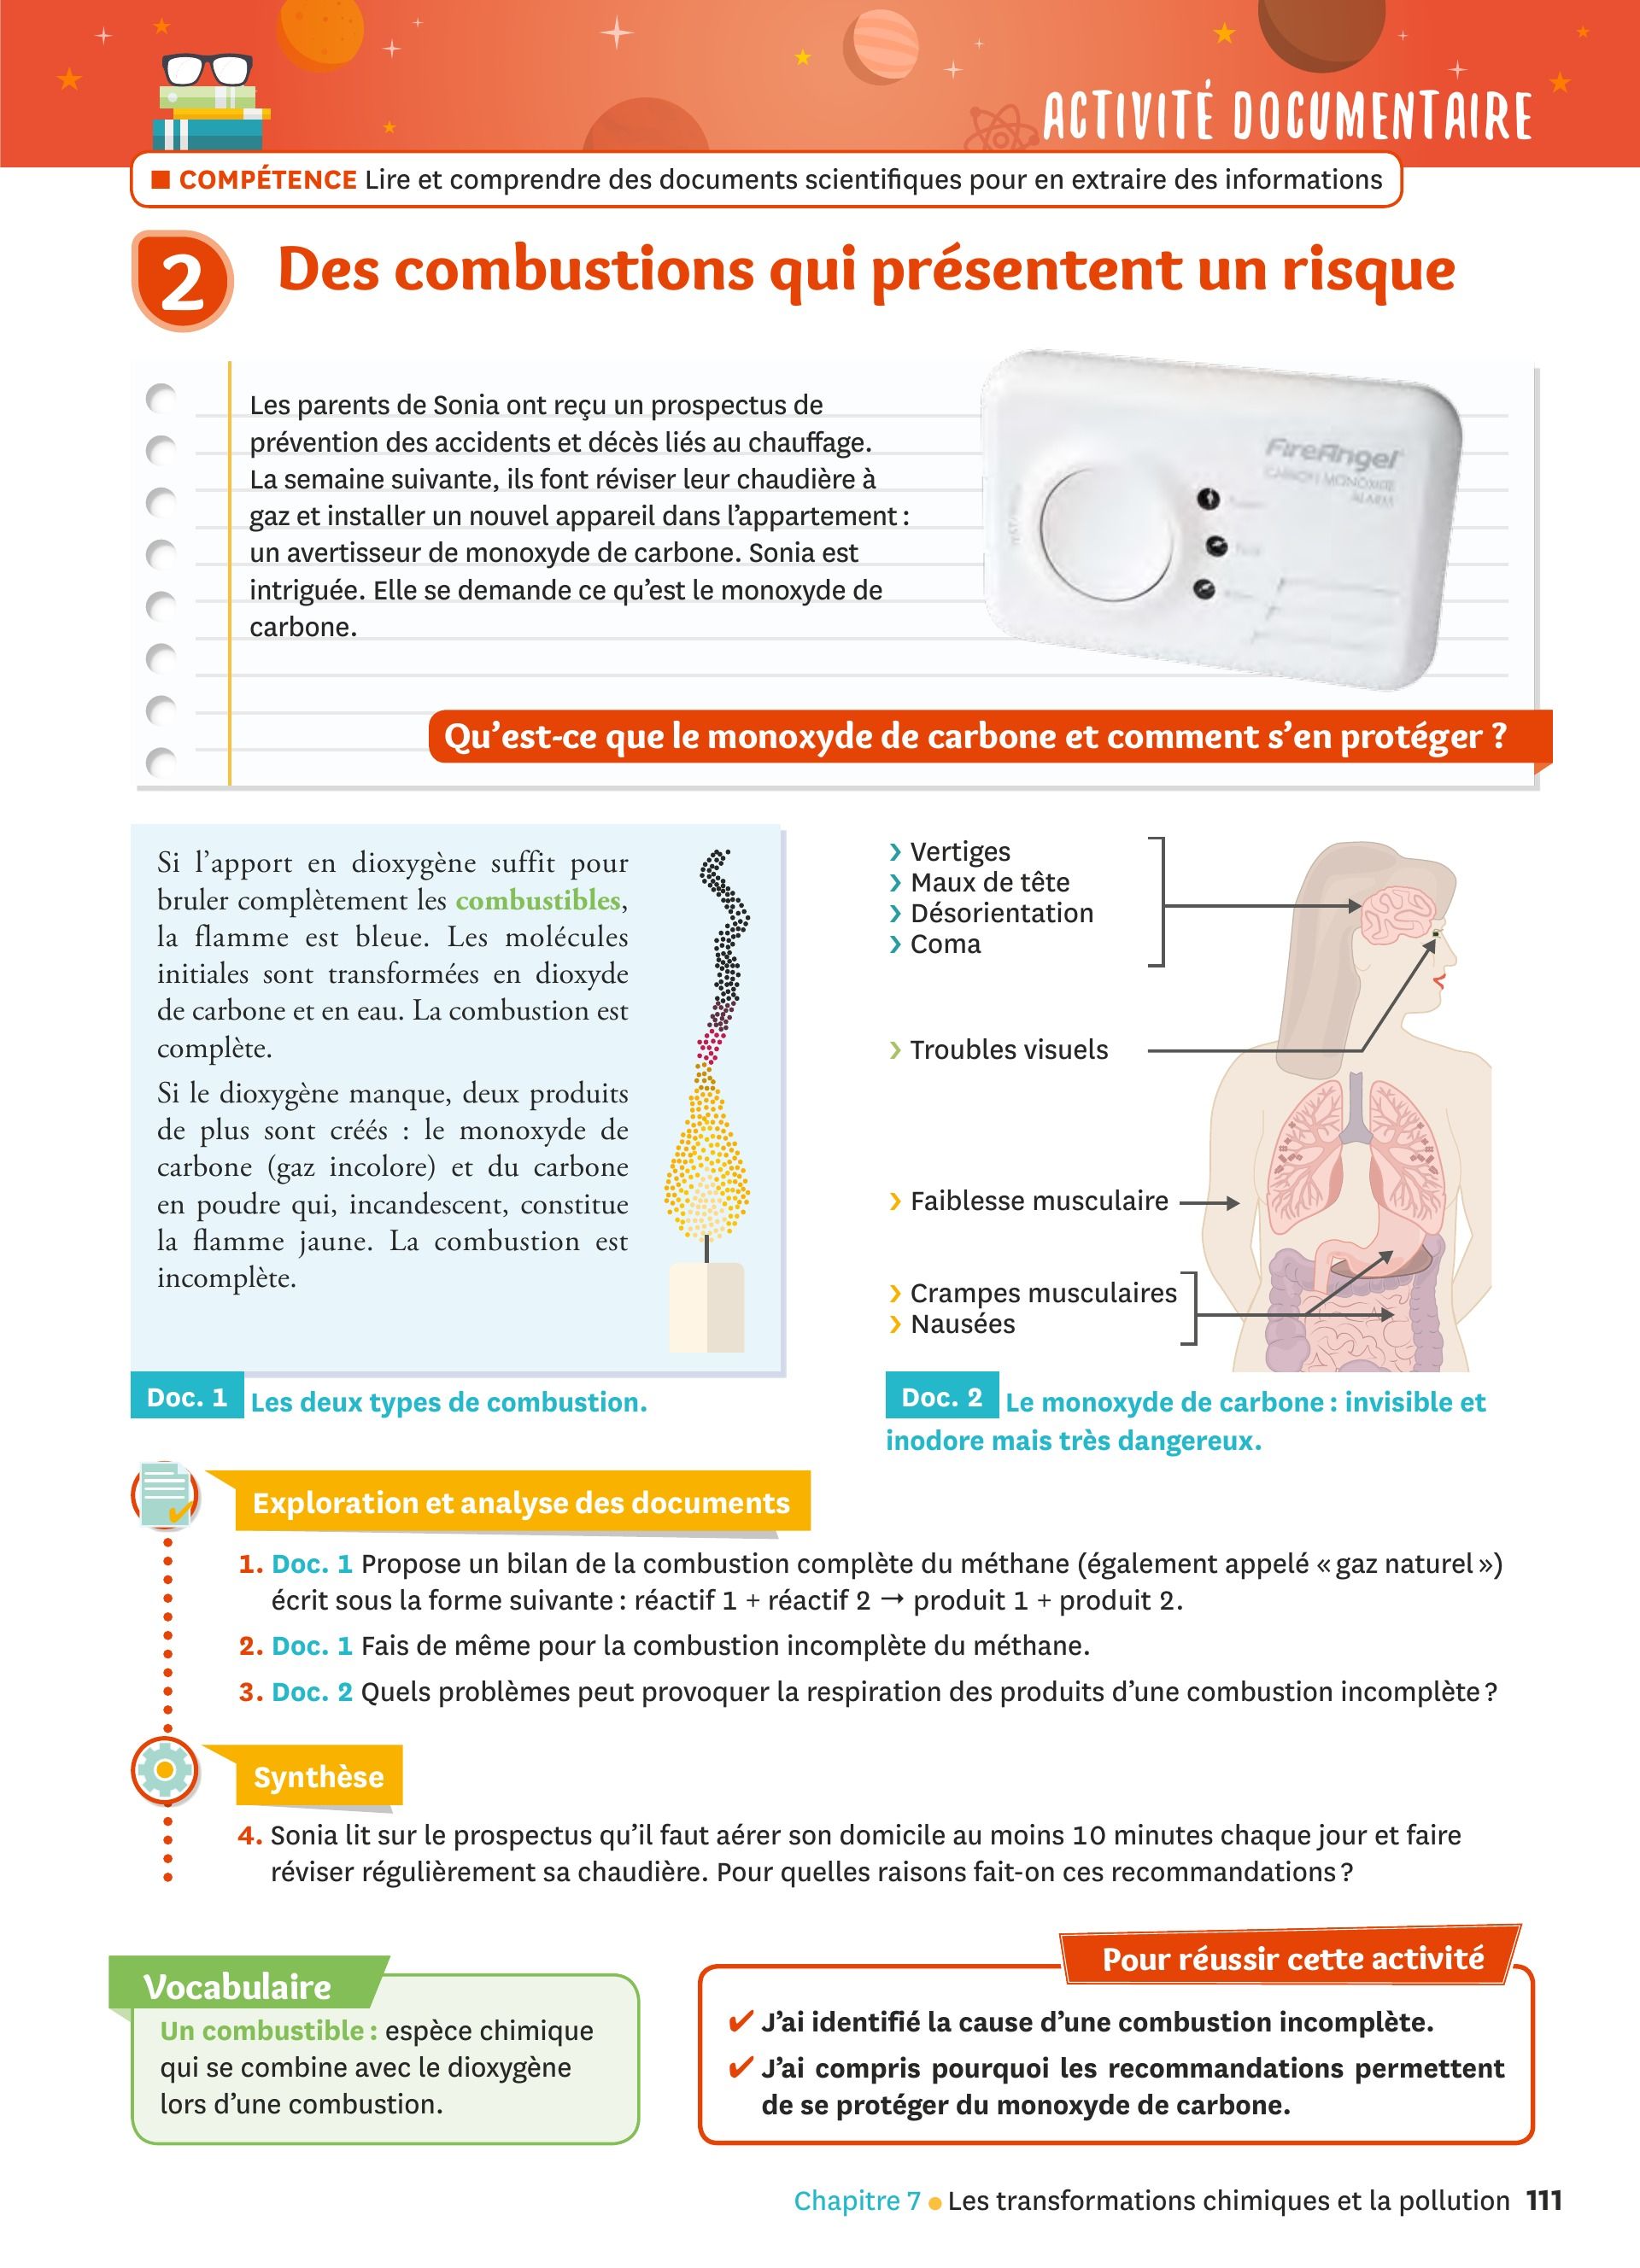 ACTIVITÉ DOCUMENTAIRE
COMPÉTENCE Lire et comprendre des documents scientifiques pour en extraire des informations
2 Des combustions qui présentent un risque
Les parents de Sonia ont reçu un prospectus de
prévention des accidents et décès liés au chauffage.
La semaine suivante, ils font réviser leur chaudière à
gaz et installer un nouvel appareil dans l'appartement :
un avertisseur de monoxyde de carbone. Sonia est
intriguée. Elle se demande ce qu'est le monoxyde de
carbone.
FireAngel
CARBON MONOXIDE
ALARM
Qu'est-ce que le monoxyde de carbone et comment s'en protéger ?
Si l'apport en dioxygène suffit pour
bruler complètement les combustibles,
la flamme est bleue. Les molécules
initiales sont transformées en dioxyde
de carbone et en eau. La combustion est
complète.
Si le dioxygène manque, deux produits
de plus sont créés : le monoxyde de
carbone (gaz incolore) et du carbone
en poudre qui, incandescent, constitue
la flamme jaune. La combustion est
incomplète.
Doc. 1 Les deux types de combustion.
› Vertiges
› Maux de tête
› Désorientation
› Coma
› Troubles visuels
› Faiblesse musculaire
› Crampes musculaires
› Nausées
Doc. 2 Le monoxyde de carbone : invisible et
inodore mais très dangereux.
Exploration et analyse des documents
1. Doc. 1 Propose un bilan de la combustion complète du méthane (également appelé « gaz naturel »)
écrit sous la forme suivante : réactif 1 + réactif 2 → produit 1 + produit 2.
2. Doc. 1 Fais de même pour la combustion incomplète du méthane.
3. Doc. 2 Quels problèmes peut provoquer la respiration des produits d'une combustion incomplète ?
Synthèse
4. Sonia lit sur le prospectus qu'il faut aérer son domicile au moins 10 minutes chaque jour et faire
réviser régulièrement sa chaudière. Pour quelles raisons fait-on ces recommandations ?
Vocabulaire
Un combustible : espèce chimique
qui se combine avec le dioxygène
lors d'une combustion.
Pour réussir cette activité
✔ J'ai identifié la cause d'une combustion incomplète.
✔ J'ai compris pourquoi les recommandations permettent
de se protéger du monoxyde de carbone.
Chapitre 7 • Les transformations chimiques et la pollution 111